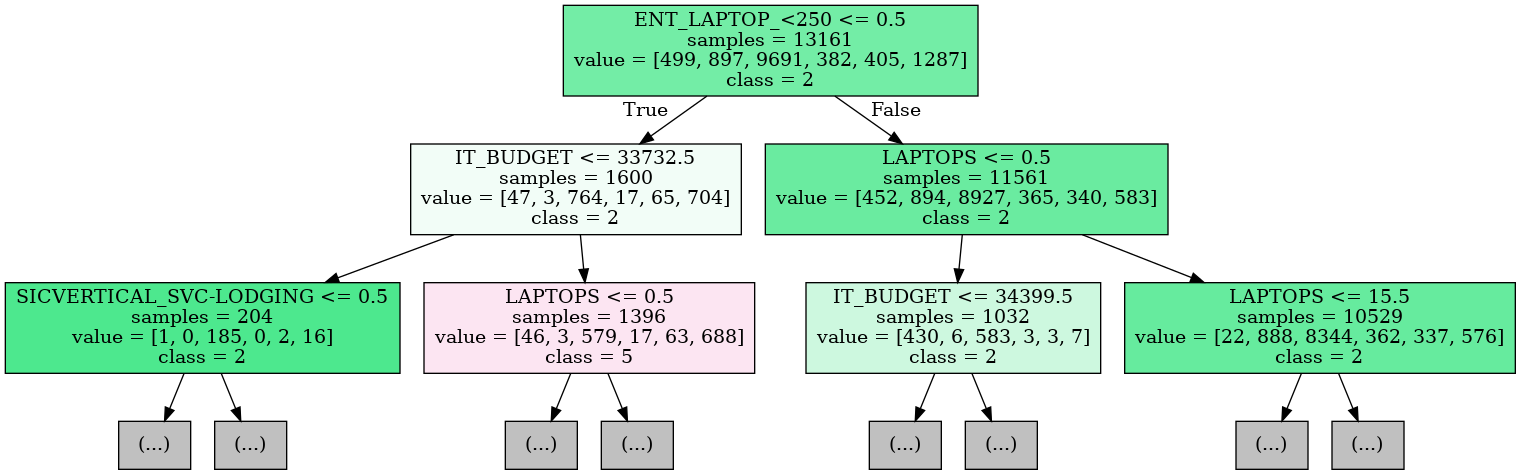 ENT_LAPTOP_<250 <= 0.5
samples = 13161
value = [499, 897, 9691, 382, 405, 1287]
class = 2
True
False
IT_BUDGET <= 33732.5
samples = 1600
value = [47, 3, 764, 17, 65, 704]
class = 2
LAPTOPS <= 0.5
samples = 11561
value = [452, 894, 8927, 365, 340, 583]
class = 2
SICVERTICAL_SVC-LODGING <= 0.5
samples = 204
value = [1, 0, 185, 0, 2, 16]
class = 2
LAPTOPS <= 0.5
samples = 1396
value = [46, 3, 579, 17, 63, 688]
class = 5
IT_BUDGET <= 34399.5
samples = 1032
value = [430, 6, 583, 3, 3, 7]
class = 2
LAPTOPS <= 15.5
samples = 10529
value = [22, 888, 8344, 362, 337, 576]
class = 2
(...)
(...)
(...)
(...)
(...)
(...)
(...)
(...)